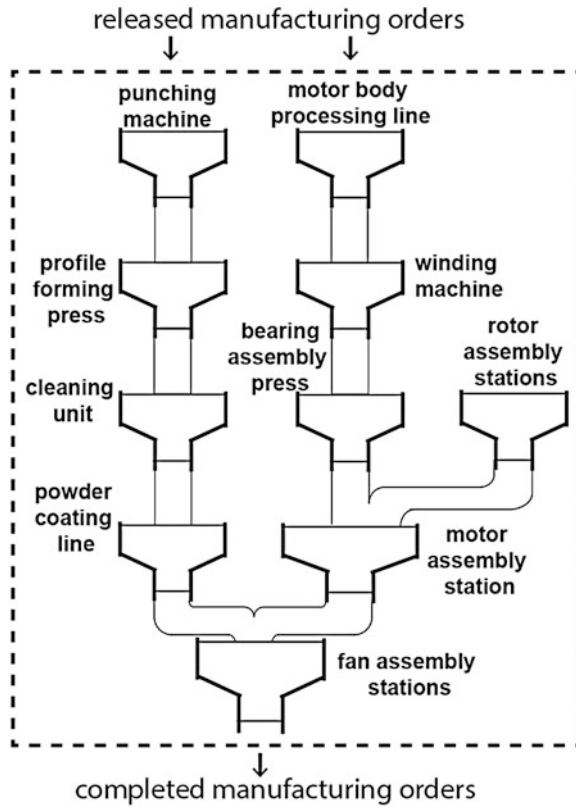 released manufacturing orders
punching
machine
motor body
processing line
profile
forming
press
winding
machine
bearing
assembly
press
rotor
assembly
stations
cleaning
unit
powder
coating
line
motor
assembly
station
fan assembly
stations
completed manufacturing orders